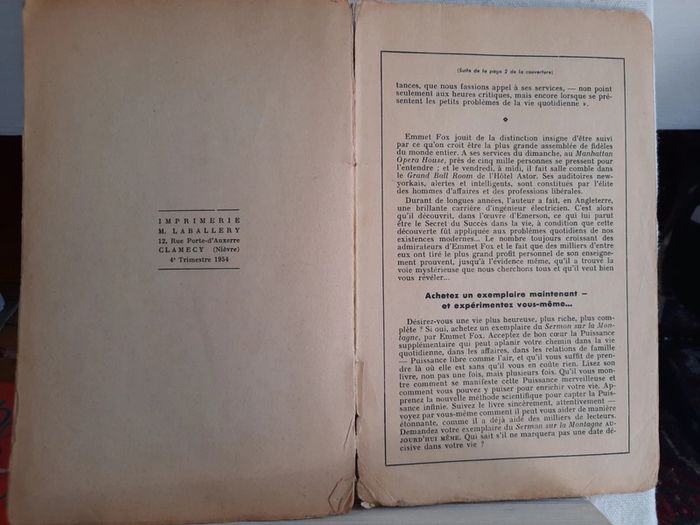 IMPRIMERIE
M. LABALLERY
12, Rue Porte-d'Auxerre
CLAMECY (Nièvre)
4e Trimestre 1954
(Suite de la page 2 de la couverture)
tances, que nous fassions appel à ses services, — non point
seulement aux heures critiques, mais encore lorsque se pré-
sentent les petits problèmes de la vie quotidienne ».
Emmet Fox jouit de la distinction insigne d'être suivi
par ce qu'on croit être la plus grande assemblée de fidèles
du monde entier. A ses services du dimanche, au Manhattan
Opera House, près de cinq mille personnes se pressent pour
l'entendre ; et le vendredi, à midi, il fait salle comble dans
le Grand Ball Room de l'Hôtel Astor. Ses auditoires new-
yorkais, alertes et intelligents, sont constitués par l'élite
des hommes d'affaires et des professions libérales.
Durant de longues années, l'auteur a fait, en Angleterre,
une brillante carrière d'ingénieur électricien. C'est alors
qu'il découvrit, dans l'œuvre d'Emerson, ce qui lui parut
être le Secret du Succès dans la vie, à condition que cette
découverte fût appliquée aux problèmes quotidiens de nos
existences modernes... Le nombre toujours croissant des
admirateurs d'Emmet Fox et le fait que des milliers d'entre
eux ont tiré le plus grand profit personnel de son enseigne-
ment prouvent, jusqu'à l'évidence même, qu'il a trouvé la
voie mystérieuse que nous cherchons tous et qu'il veut bien
vous révéler...
Achetez un exemplaire maintenant —
et expérimentez vous-même...
Désirez-vous une vie plus heureuse, plus riche, plus com-
plète ? Si oui, achetez un exemplaire du Sermon sur la Mon-
tagne, par Emmet Fox. Acceptez de bon cœur la Puissance
supplémentaire qui peut aplanir votre chemin dans la vie
quotidienne, dans les affaires, dans les relations de famille
— Puissance libre comme l'air, et qu'il vous suffit de pren-
dre là où elle est sans qu'il vous en coûte rien. Lisez son
livre, non pas une fois, mais plusieurs fois. Qu'il vous mon-
tre comment se manifeste cette Puissance merveilleuse et
comment vous pouvez y puiser pour enrichir votre vie. Ap-
prenez la nouvelle méthode scientifique pour capter la Puis-
sance infinie. Suivez le livre sincèrement, attentivement —
voyez par vous-même comment il peut vous aider de manière
étonnante, comme il a déjà aidé des milliers de lecteurs.
Demandez votre exemplaire du Sermon sur la Montagne AU-
JOURD'HUI MÊME. Qui sait s'il ne marquera pas une date dé-
cisive dans votre vie ?